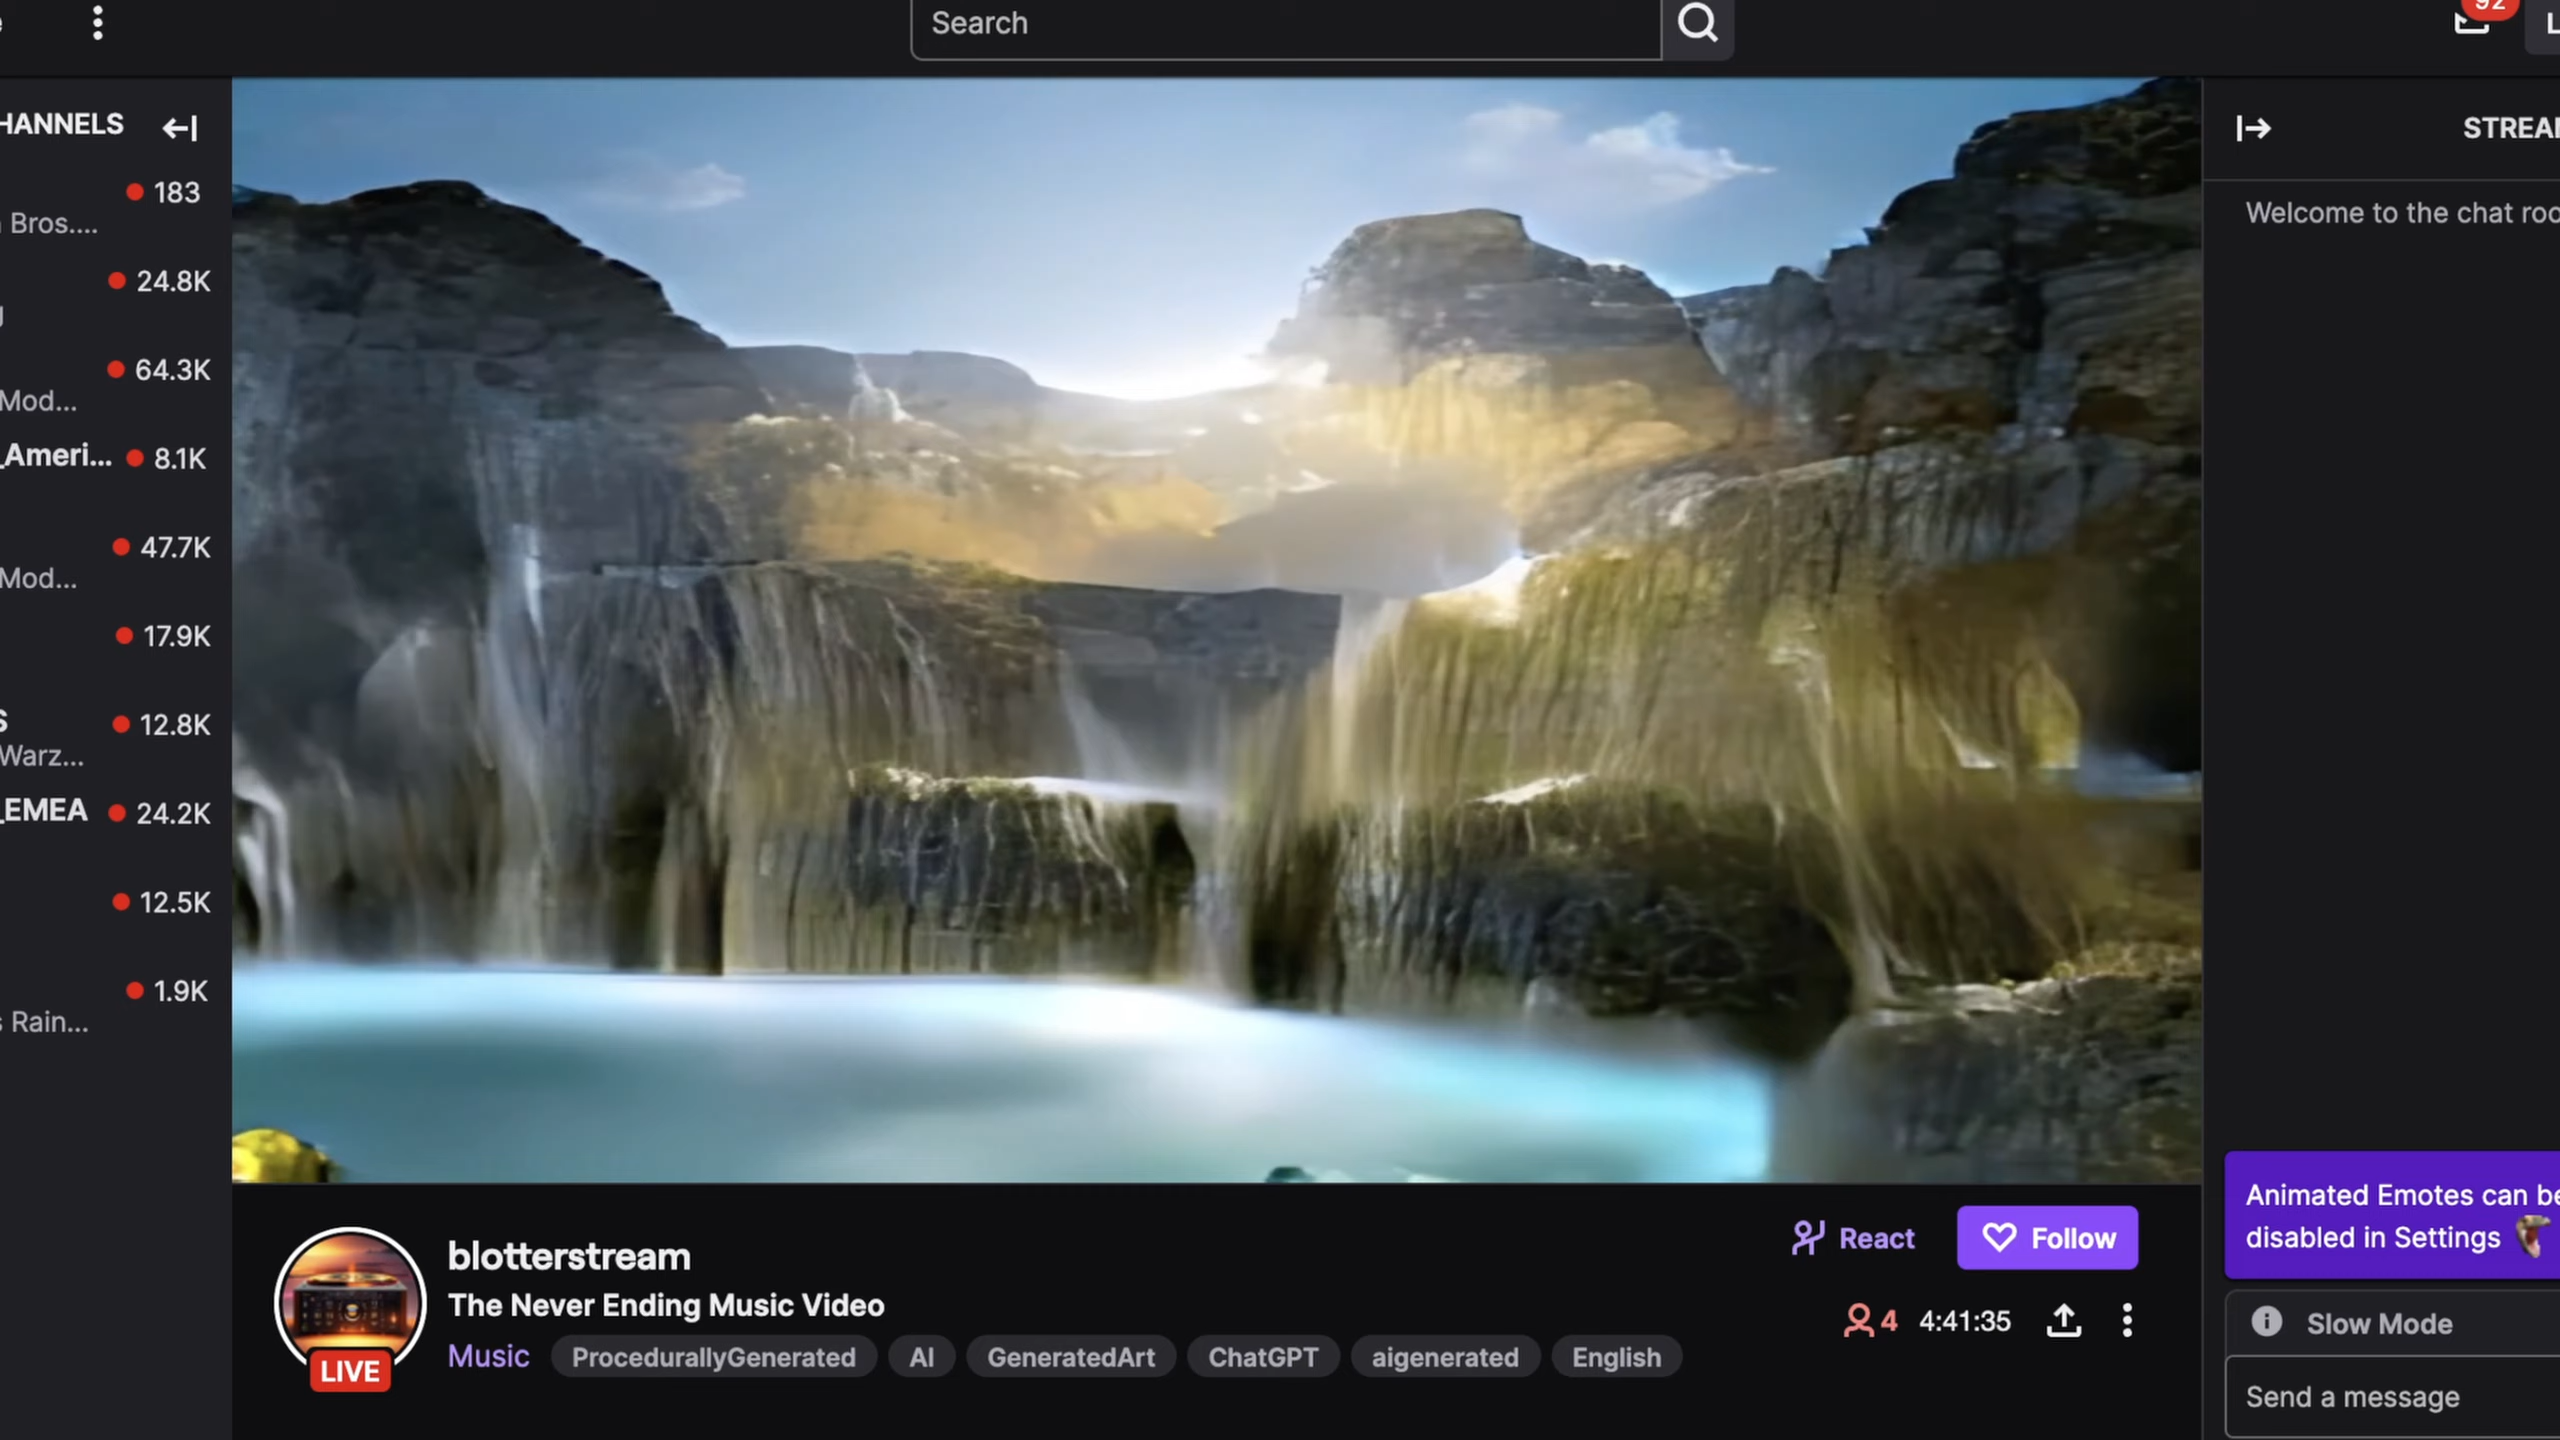 Search
92
HANNELS
183
Bros....
24.8K
64.3K
Mod...
_Ameri...
8.1K
47.7K
Mod...
17.9K
S
12.8K
Warz...
_EMEA
24.2K
12.5K
1.9K
s Rain...
STREA
Welcome to the chat roo
Animated Emotes can be
disabled in Settings
Slow Mode
Send a message
blotterstream
The Never Ending Music Video
Music ProcedurallyGenerated AI GeneratedArt ChatGPT aigenerated English
LIVE
React
Follow
4 4:41:35